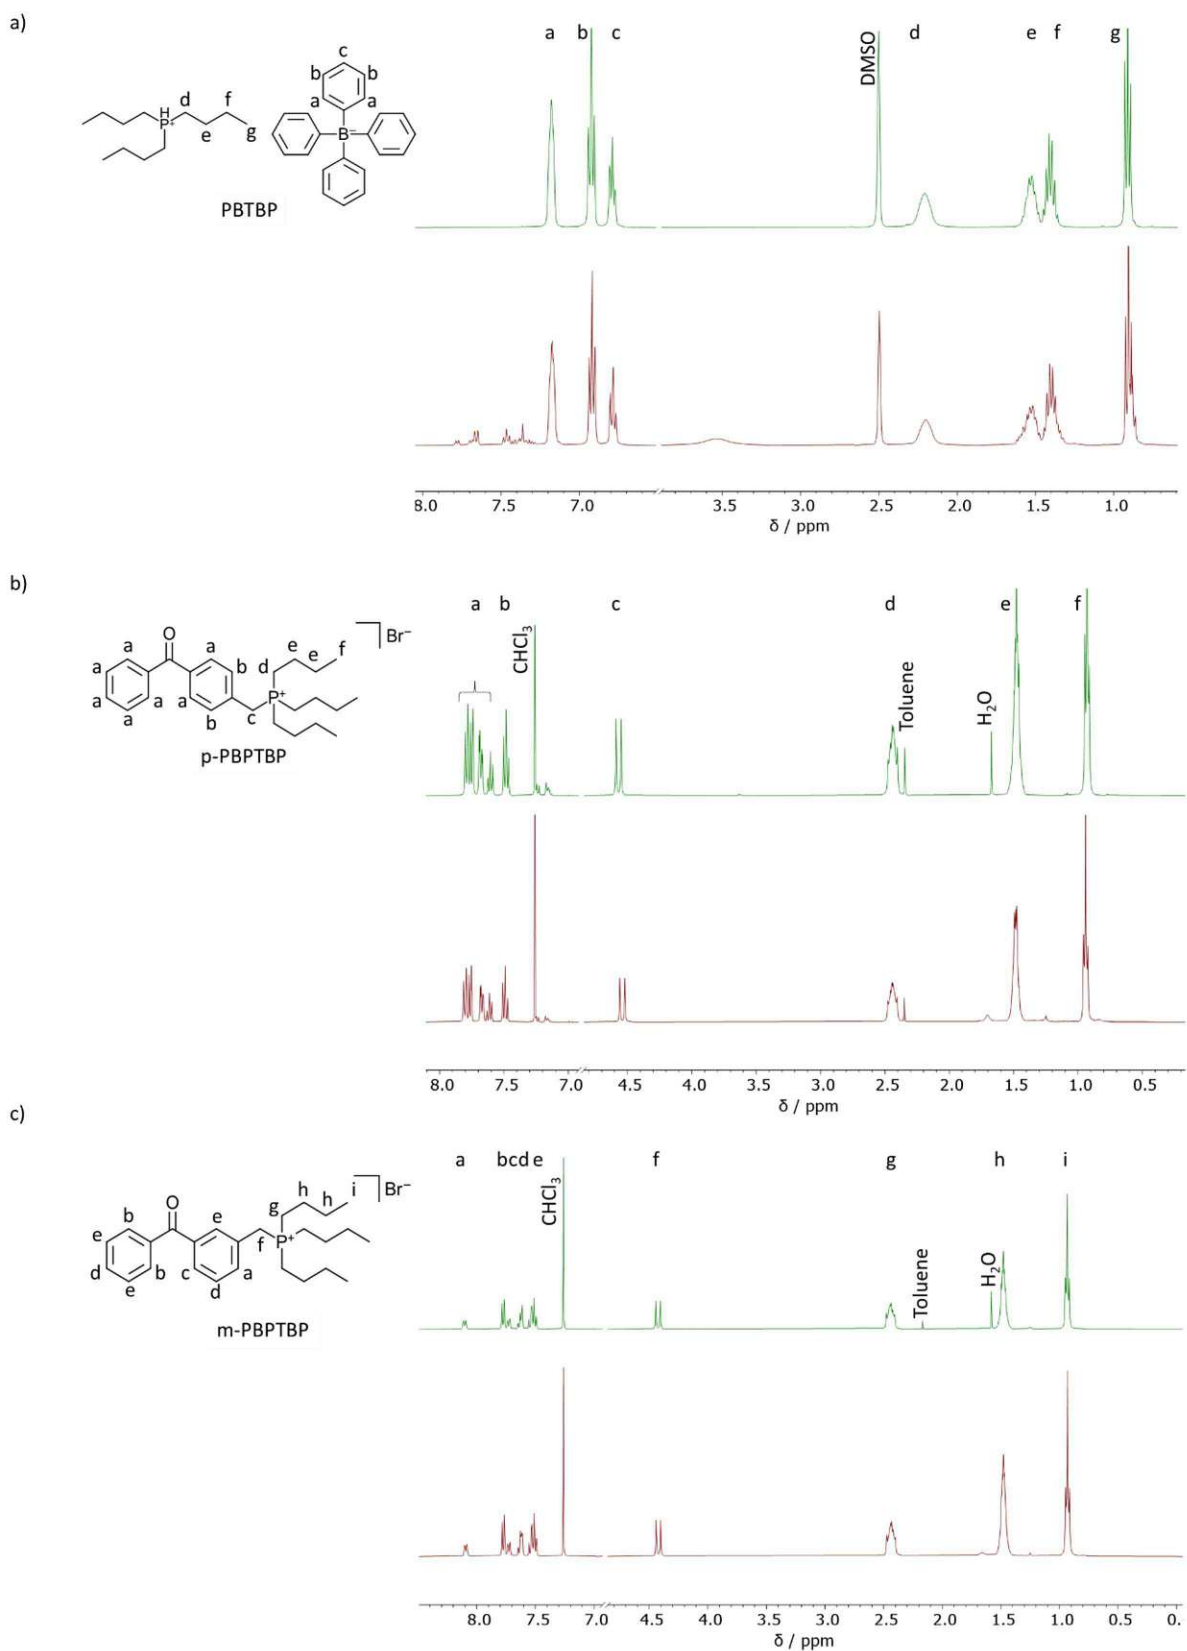 a)
a b c DMSO d e f g
c
b b
a a
d f
H
P+ B−
e g
PBTBP
8.0 7.0 3.5 3.0 2.5 2.0 1.5 1.0
δ / ppm
b)
a b CHCl3 c d Toluene H2O e f
O
Br−
a a e f
a b d e
P+
a a a c
a b
p-PBPTBP
8.0 7.5 7.0 4.5 4.0 3.5 3.0 2.5 2.0 1.5 1.0 0.5
δ / ppm
c)
a bcd e CHCl3 f g Toluene H2O h i
O
Br−
h i
b e g h
e P+
f
d b c a
e d
m-PBPTBP
8.0 7.5 7.0 4.5 4.0 3.5 3.0 2.5 2.0 1.5 1.0 0.5 0.
δ / ppm